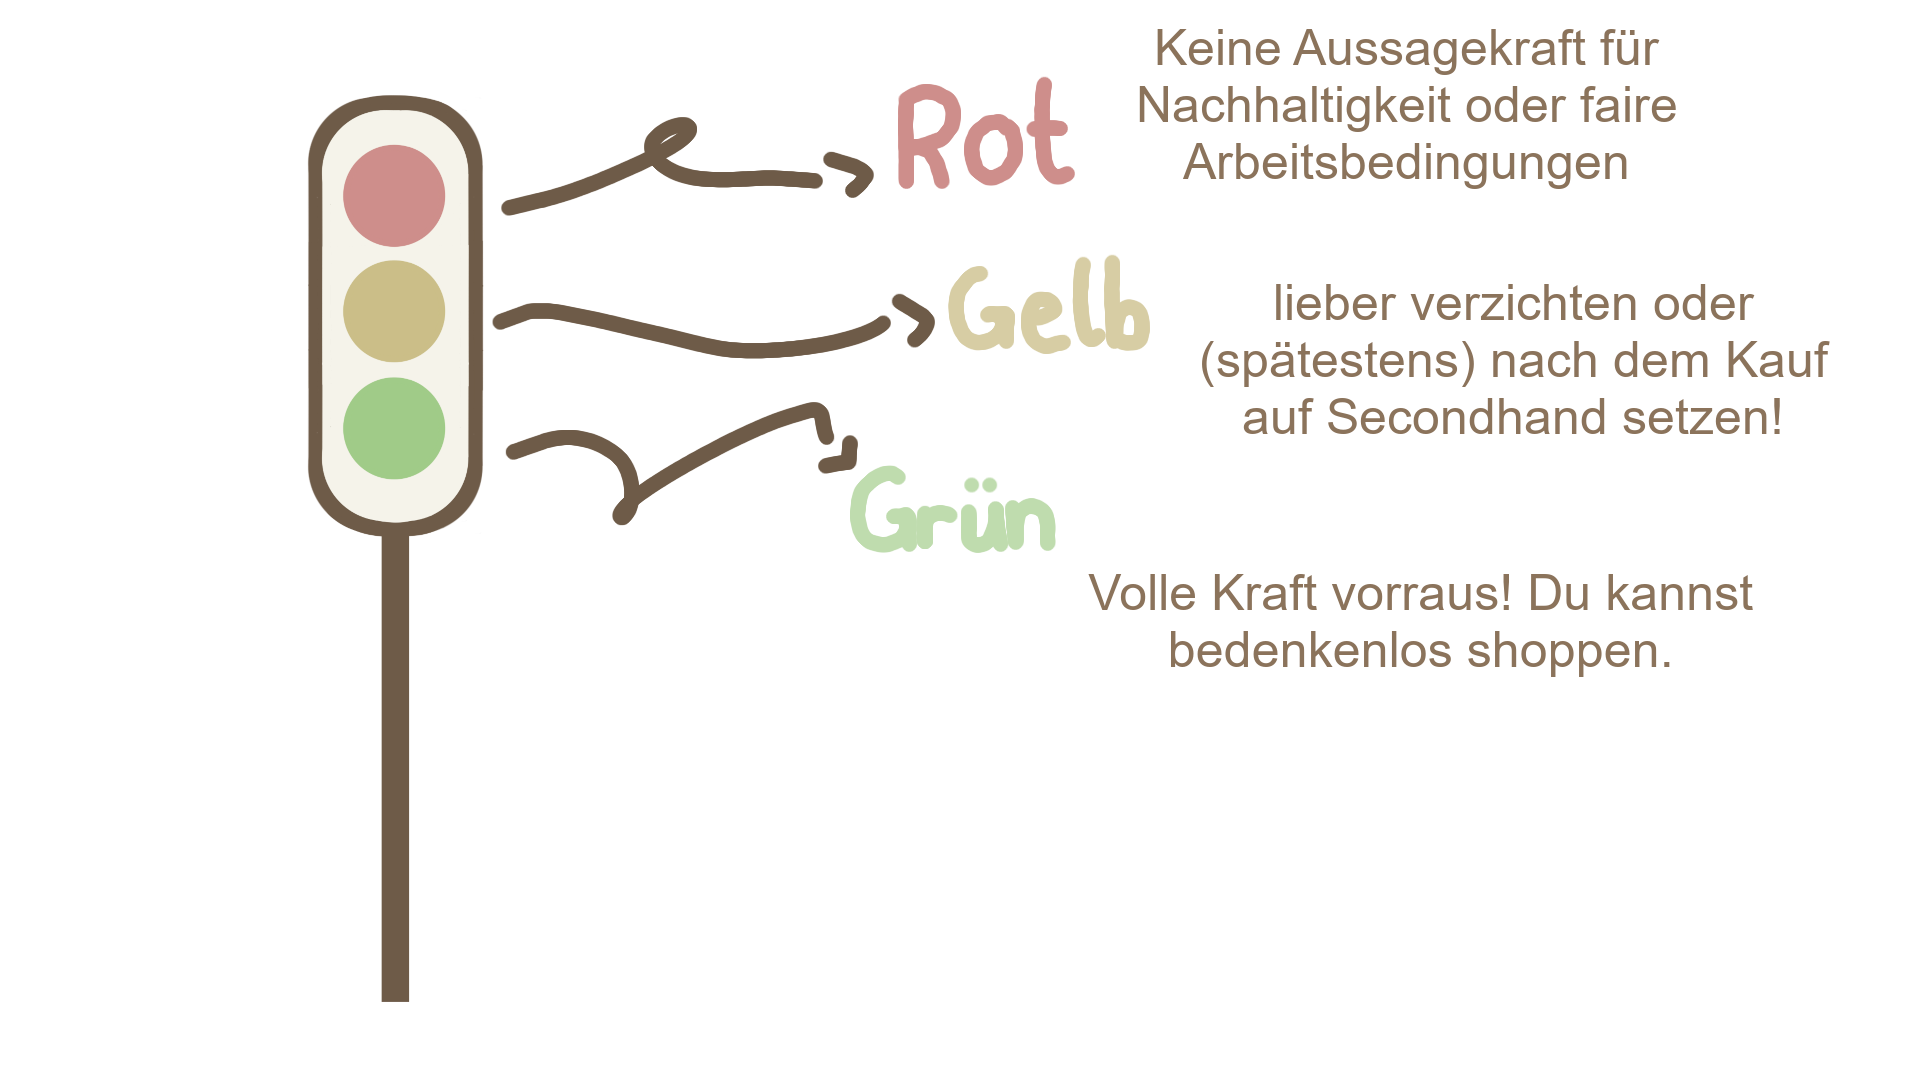 Rot
Keine Aussagekraft für
Nachhaltigkeit oder faire
Arbeitsbedingungen
Gelb
lieber verzichten oder
(spätestens) nach dem Kauf
auf Secondhand setzen!
Grün
Volle Kraft vorraus! Du kannst
bedenkenlos shoppen.